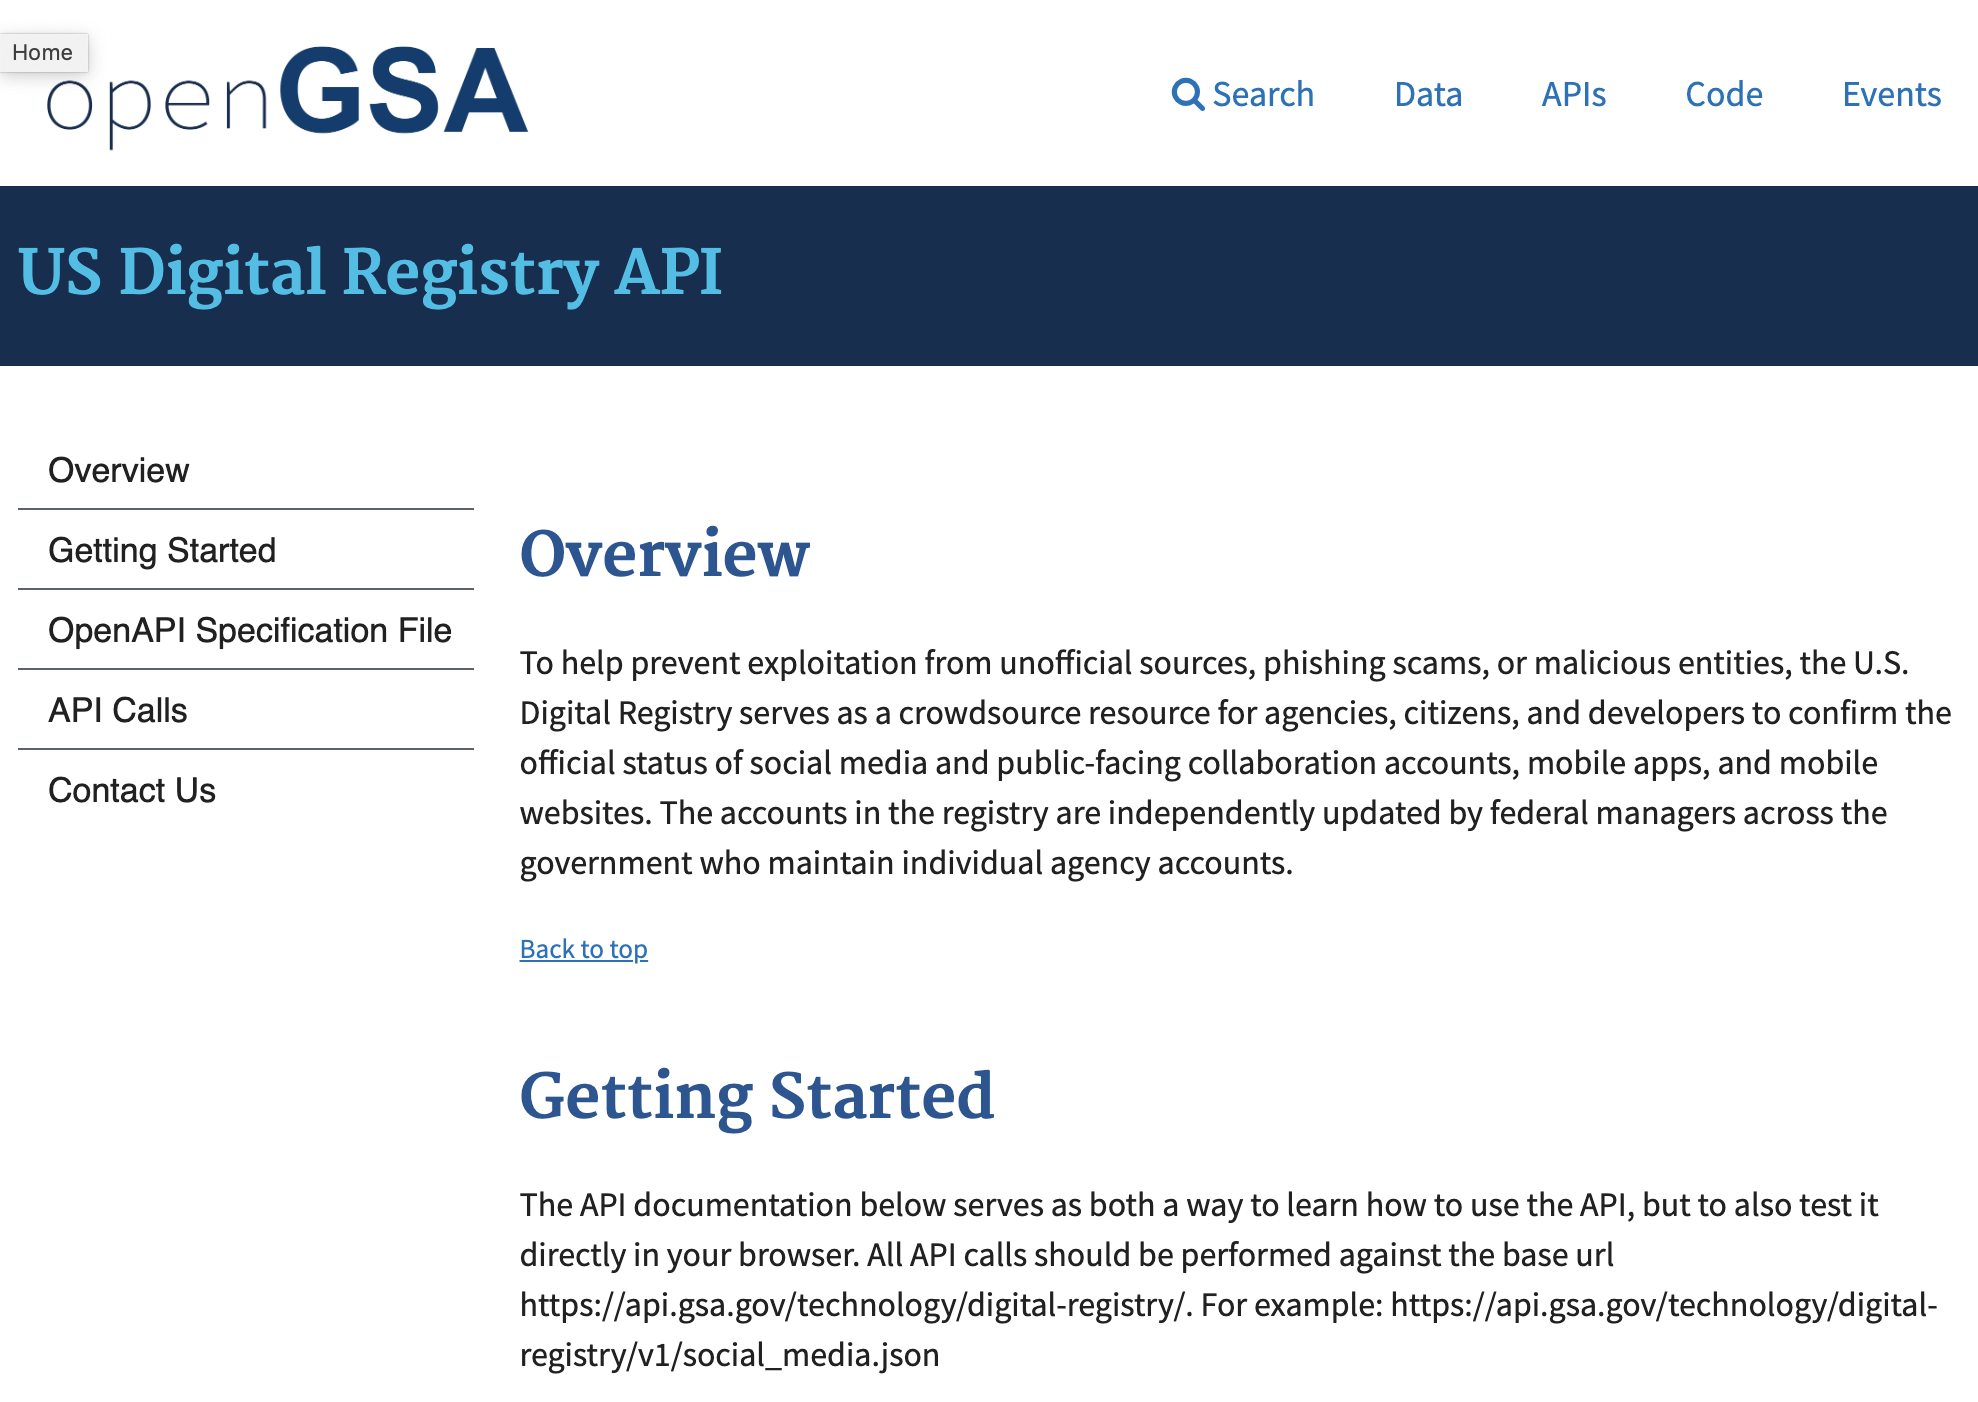 Home
openGSA
Search Data APIs Code Events
US Digital Registry API
Overview
Getting Started
OpenAPI Specification File
API Calls
Contact Us
Overview
To help prevent exploitation from unofficial sources, phishing scams, or malicious entities, the U.S.
Digital Registry serves as a crowdsource resource for agencies, citizens, and developers to confirm the
official status of social media and public-facing collaboration accounts, mobile apps, and mobile
websites. The accounts in the registry are independently updated by federal managers across the
government who maintain individual agency accounts.
Back to top
Getting Started
The API documentation below serves as both a way to learn how to use the API, but to also test it
directly in your browser. All API calls should be performed against the base url
https://api.gsa.gov/technology/digital-registry/. For example: https://api.gsa.gov/technology/digital-
registry/v1/social_media.json